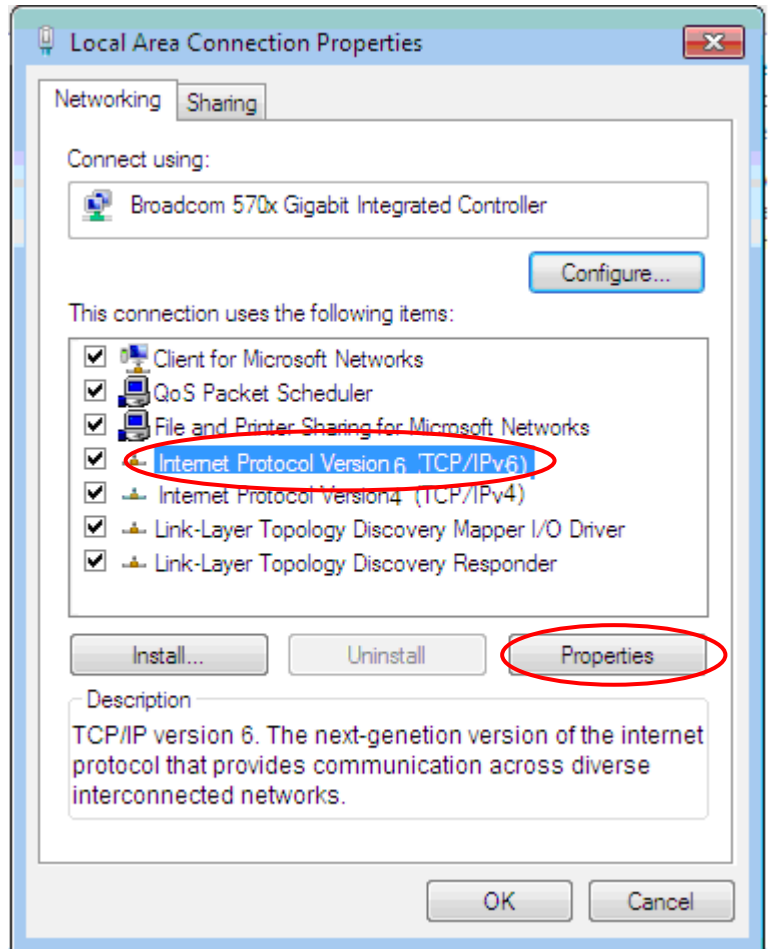 Local Area Connection Properties
Networking
Sharing
Connect using:
Broadcom 570x Gigabit Integrated Controller
Configure...
This connection uses the following items:
Client for Microsoft Networks
QoS Packet Scheduler
File and Printer Sharing for Microsoft Networks
Internet Protocol Version 6 (TCP/IPv6)
Internet Protocol Version4 (TCP/IPv4)
Link-Layer Topology Discovery Mapper I/O Driver
Link-Layer Topology Discovery Responder
Install...
Uninstall
Properties
Description
TCP/IP version 6. The next-genetion version of the internet
protocol that provides communication across diverse
interconnected networks.
OK
Cancel